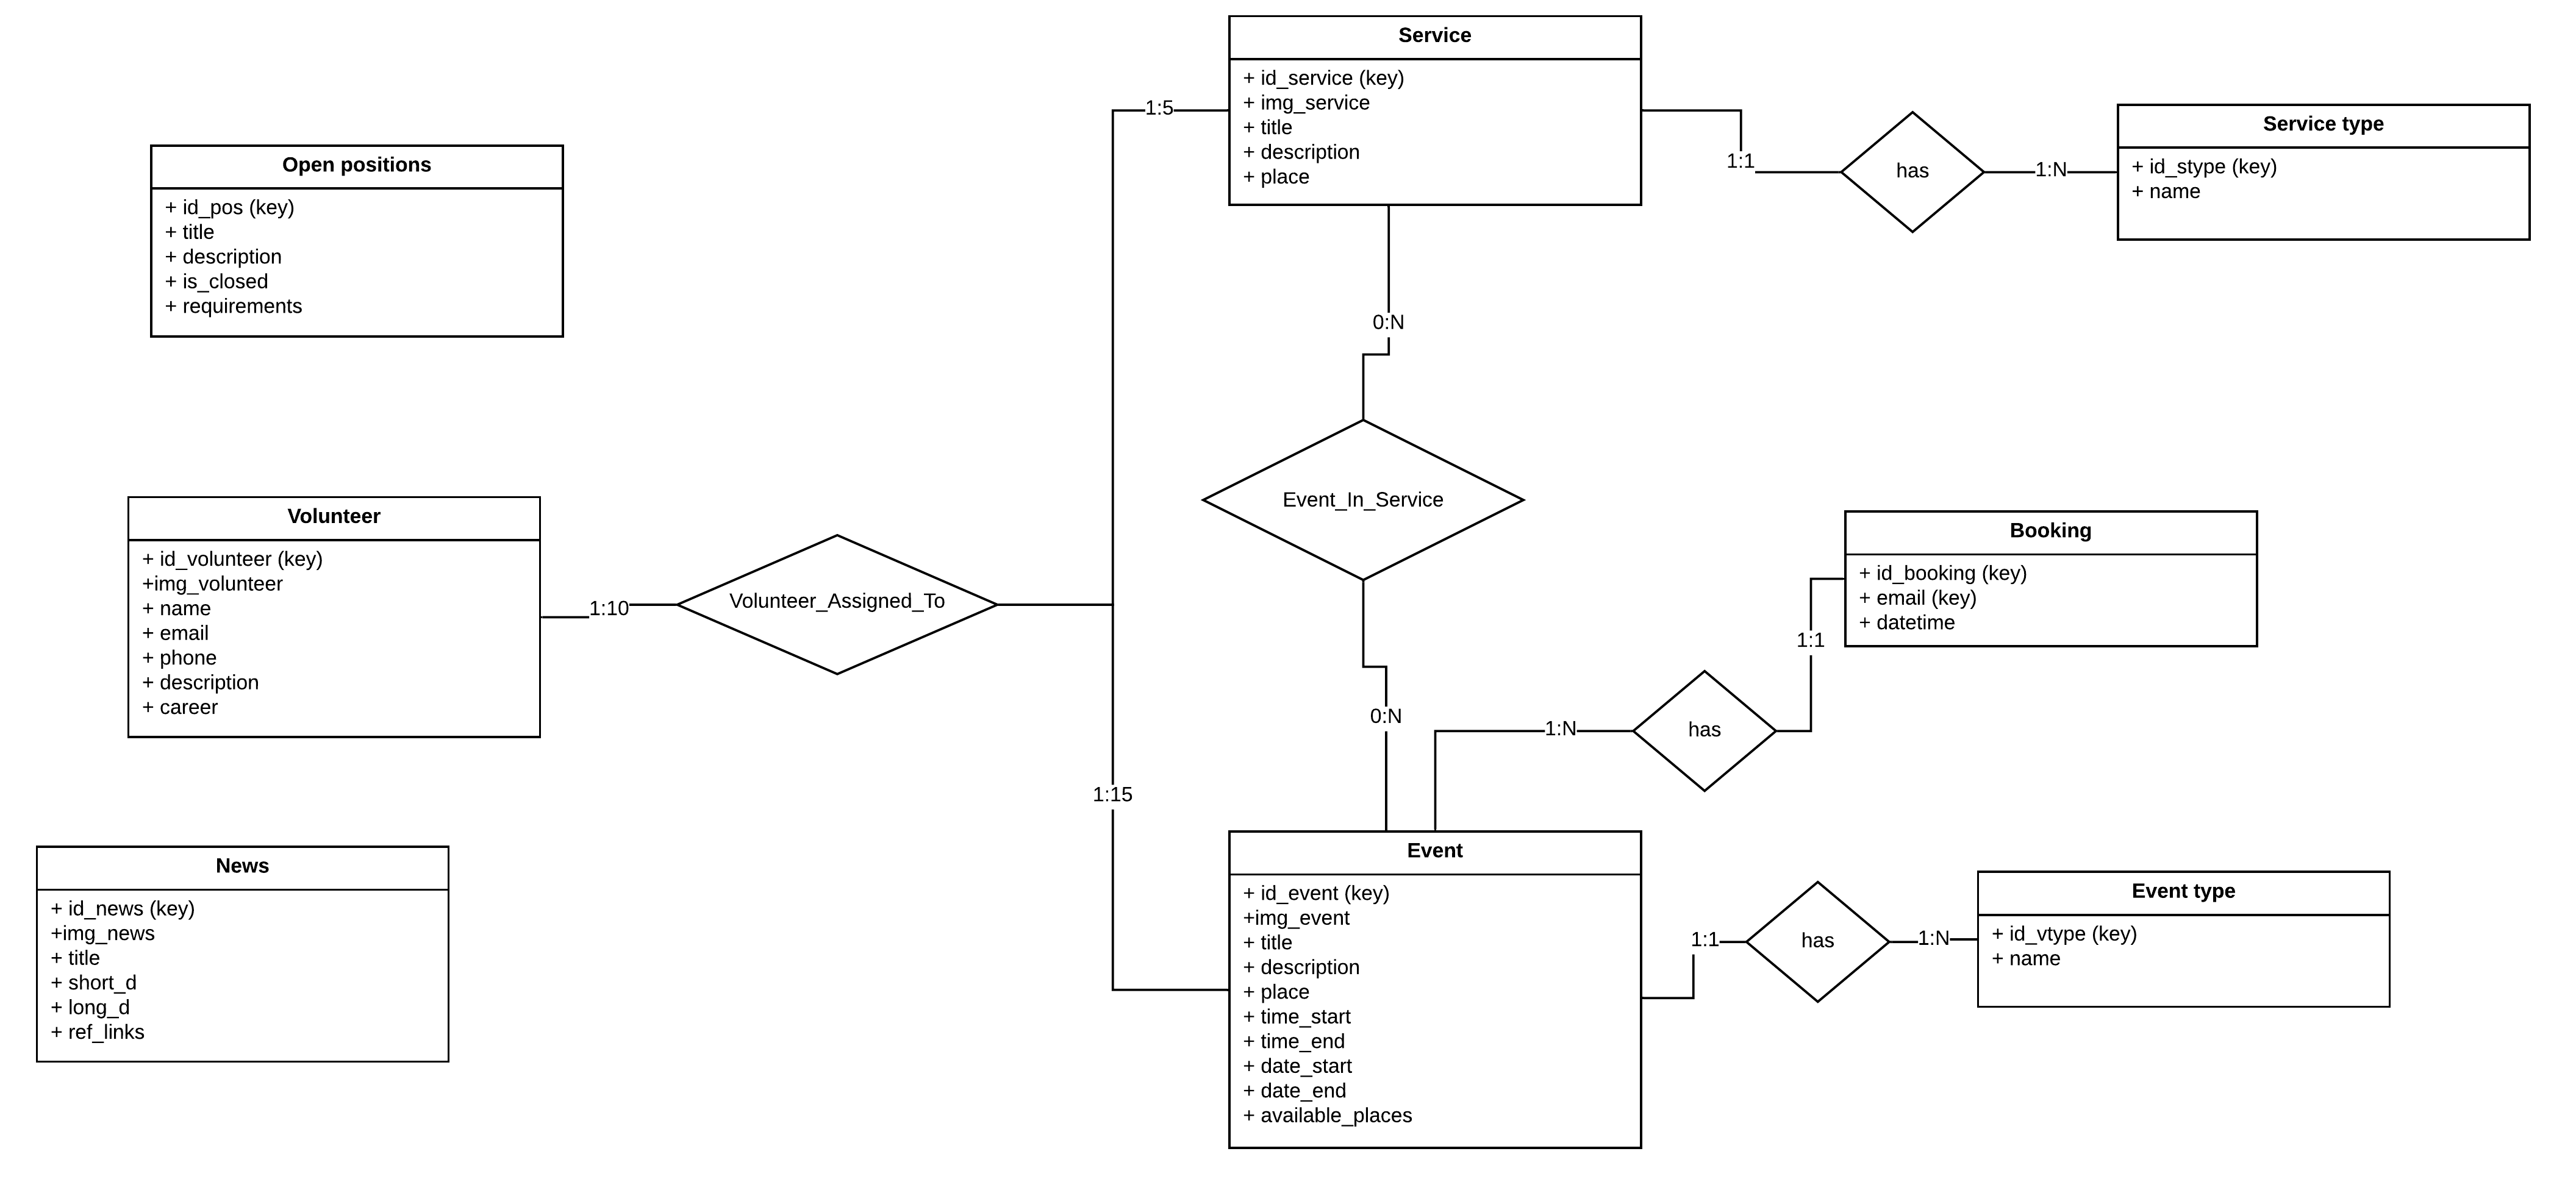 Service
+ id_service (key)
+ img_service
+ title
+ description
+ place
1:5
1:1
has
1:N
Service type
+ id_stype (key)
+ name
Open positions
+ id_pos (key)
+ title
+ description
+ is_closed
+ requirements
0:N
Event_In_Service
0:N
Volunteer
+ id_volunteer (key)
+img_volunteer
+ name
+ email
+ phone
+ description
+ career
1:10
Volunteer_Assigned_To
1:15
Booking
+ id_booking (key)
+ email (key)
+ datetime
1:1
has
1:N
News
+ id_news (key)
+img_news
+ title
+ short_d
+ long_d
+ ref_links
Event
+ id_event (key)
+img_event
+ title
+ description
+ place
+ time_start
+ time_end
+ date_start
+ date_end
+ available_places
1:1
has
1:N
Event type
+ id_vtype (key)
+ name